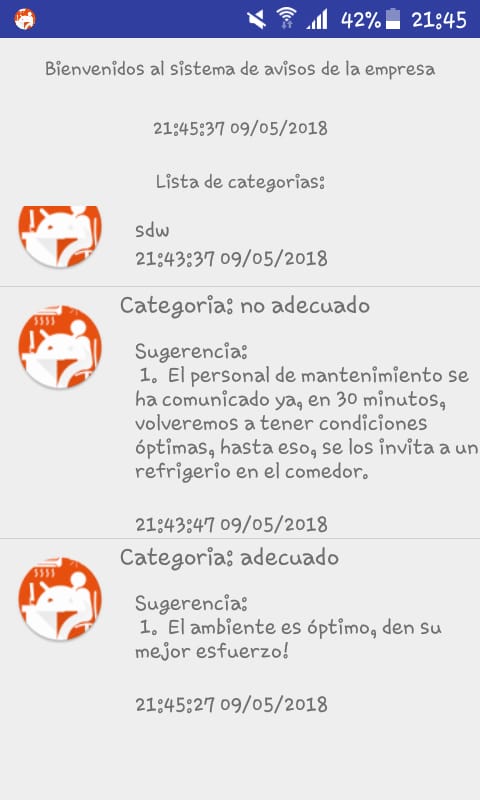 42% 21:45
Bienvenidos al sistema de avisos de la empresa
21:45:37 09/05/2018
Lista de categorias:
sdw
21:43:37 09/05/2018
$$$$
Categoria: no adecuado
Sugerencia:
1. El personal de mantenimiento se
ha comunicado ya, en 30 minutos,
volveremos a tener condiciones
óptimas, hasta eso, se los invita a un
refrigerio en el comedor.
21:43:47 09/05/2018
$$$$
Categoria: adecuado
Sugerencia:
1. El ambiente es óptimo, den su
mejor esfuerzo!
21:45:27 09/05/2018